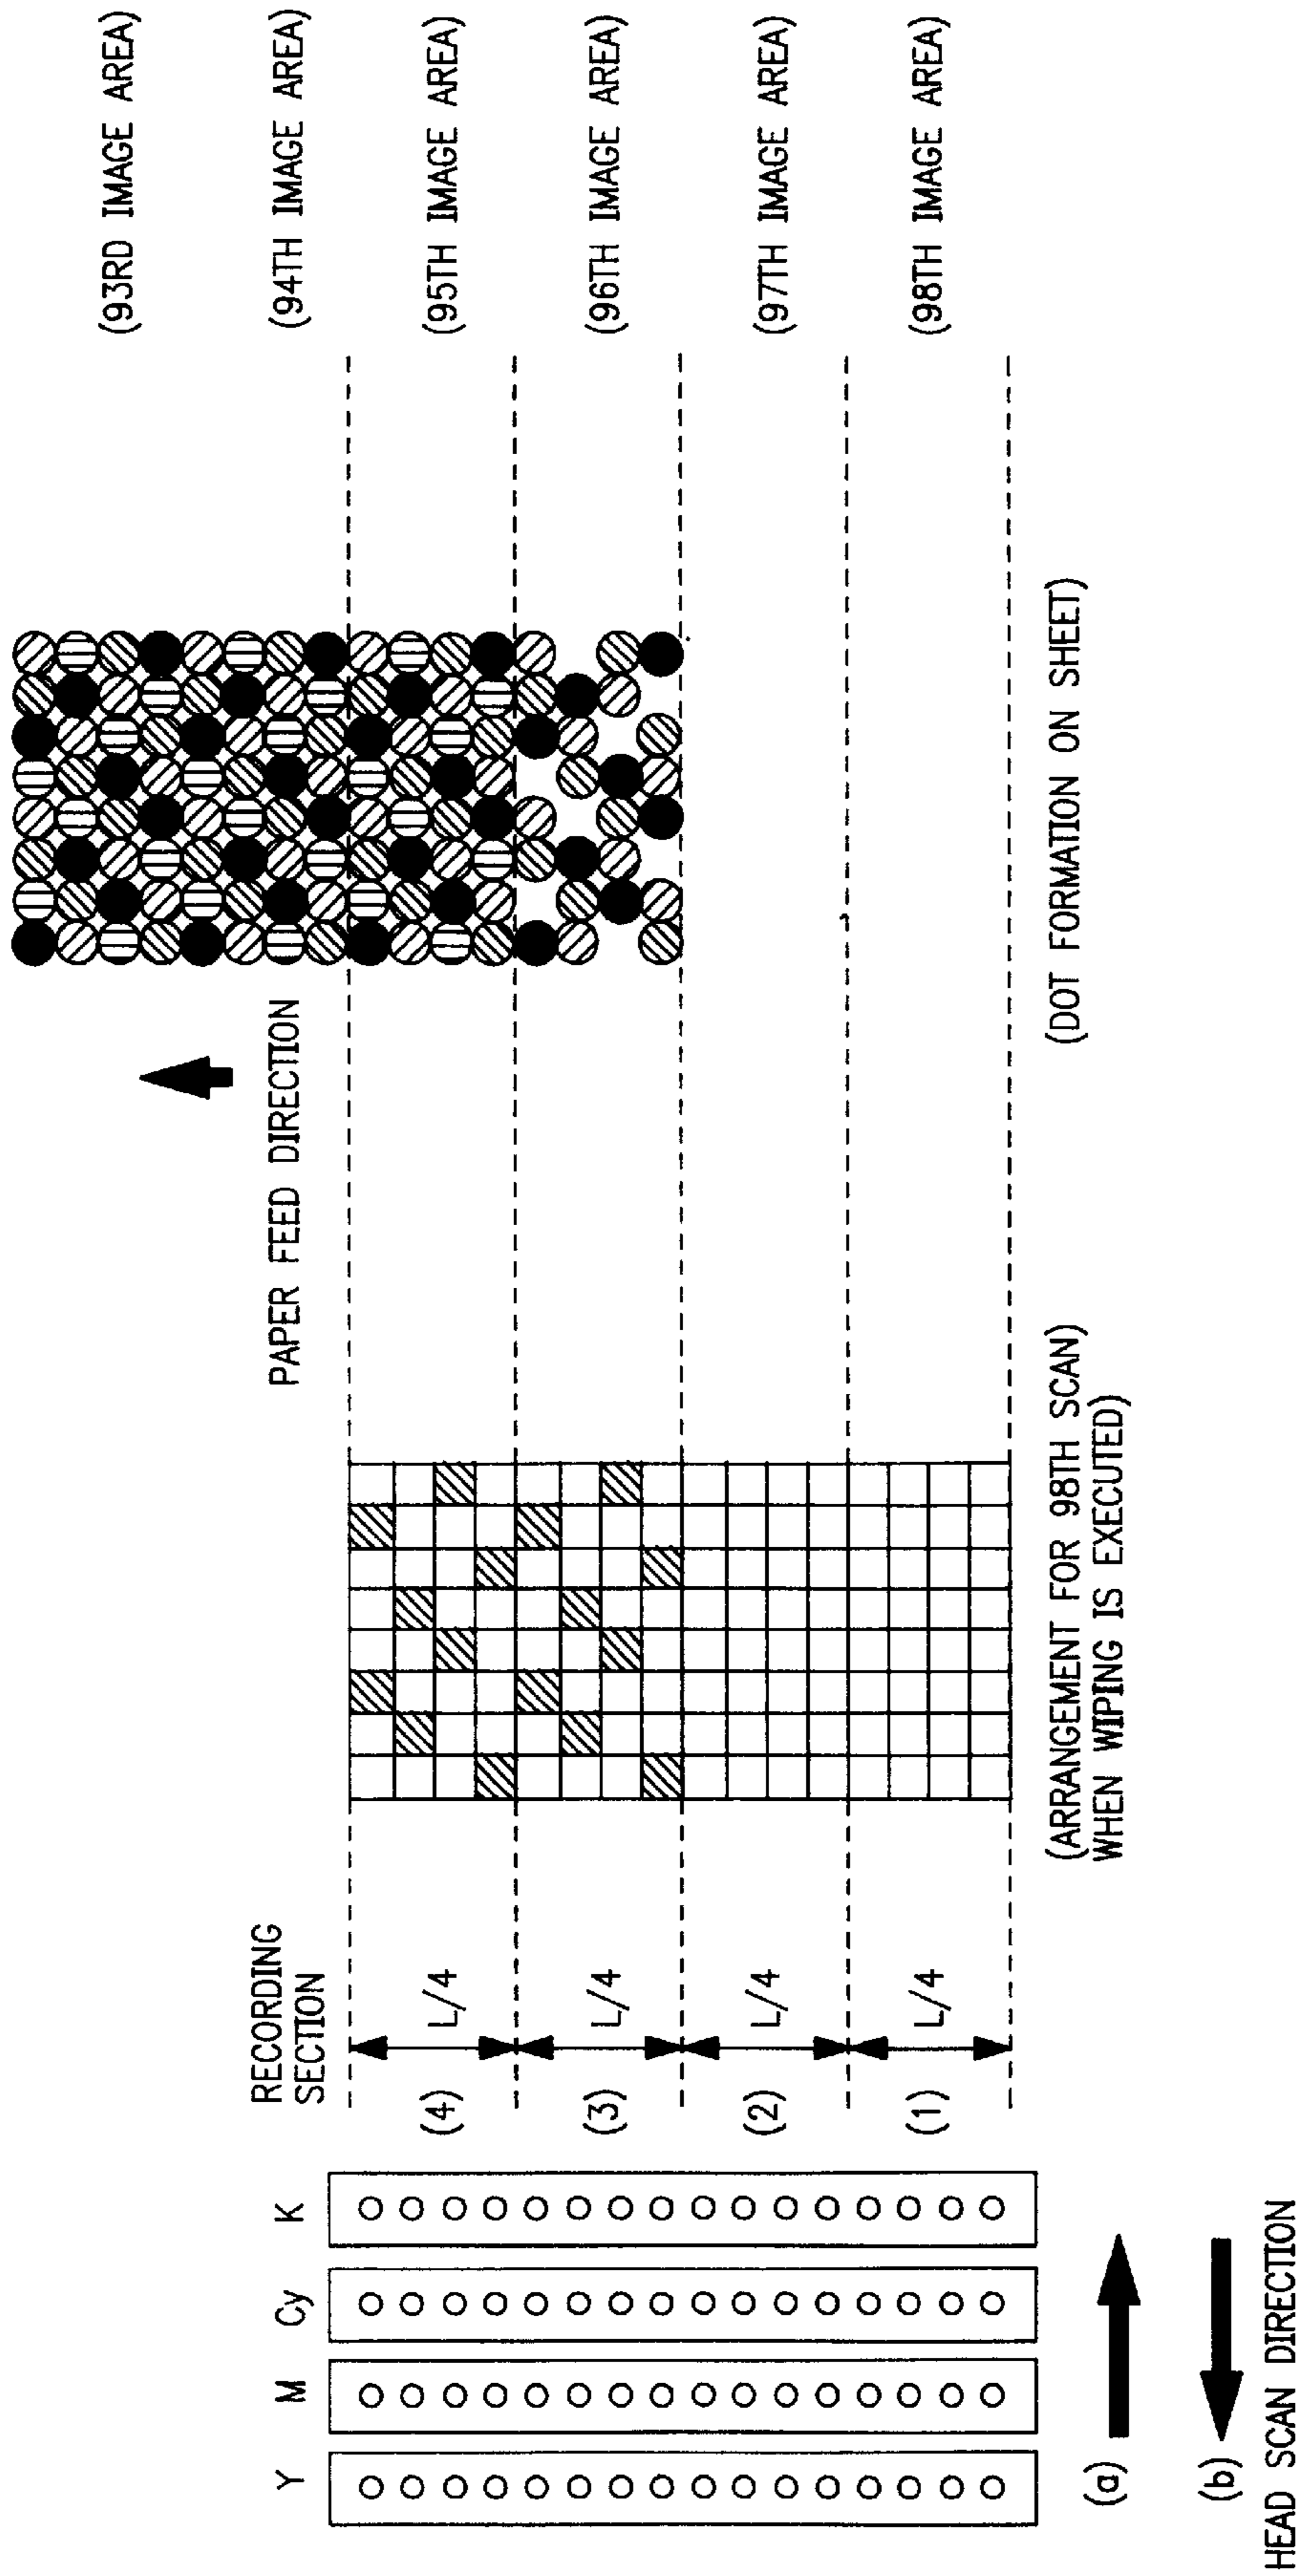 Y
M
Cy
K
RECORDING
SECTION
(4)
L/4
(3)
L/4
(2)
L/4
(1)
L/4
(a)
(b)
HEAD SCAN DIRECTION
(ARRANGEMENT FOR 98TH SCAN)
WHEN WIPING IS EXECUTED)
PAPER FEED DIRECTION
(DOT FORMATION ON SHEET)
(93RD IMAGE AREA)
(94TH IMAGE AREA)
(95TH IMAGE AREA)
(96TH IMAGE AREA)
(97TH IMAGE AREA)
(98TH IMAGE AREA)